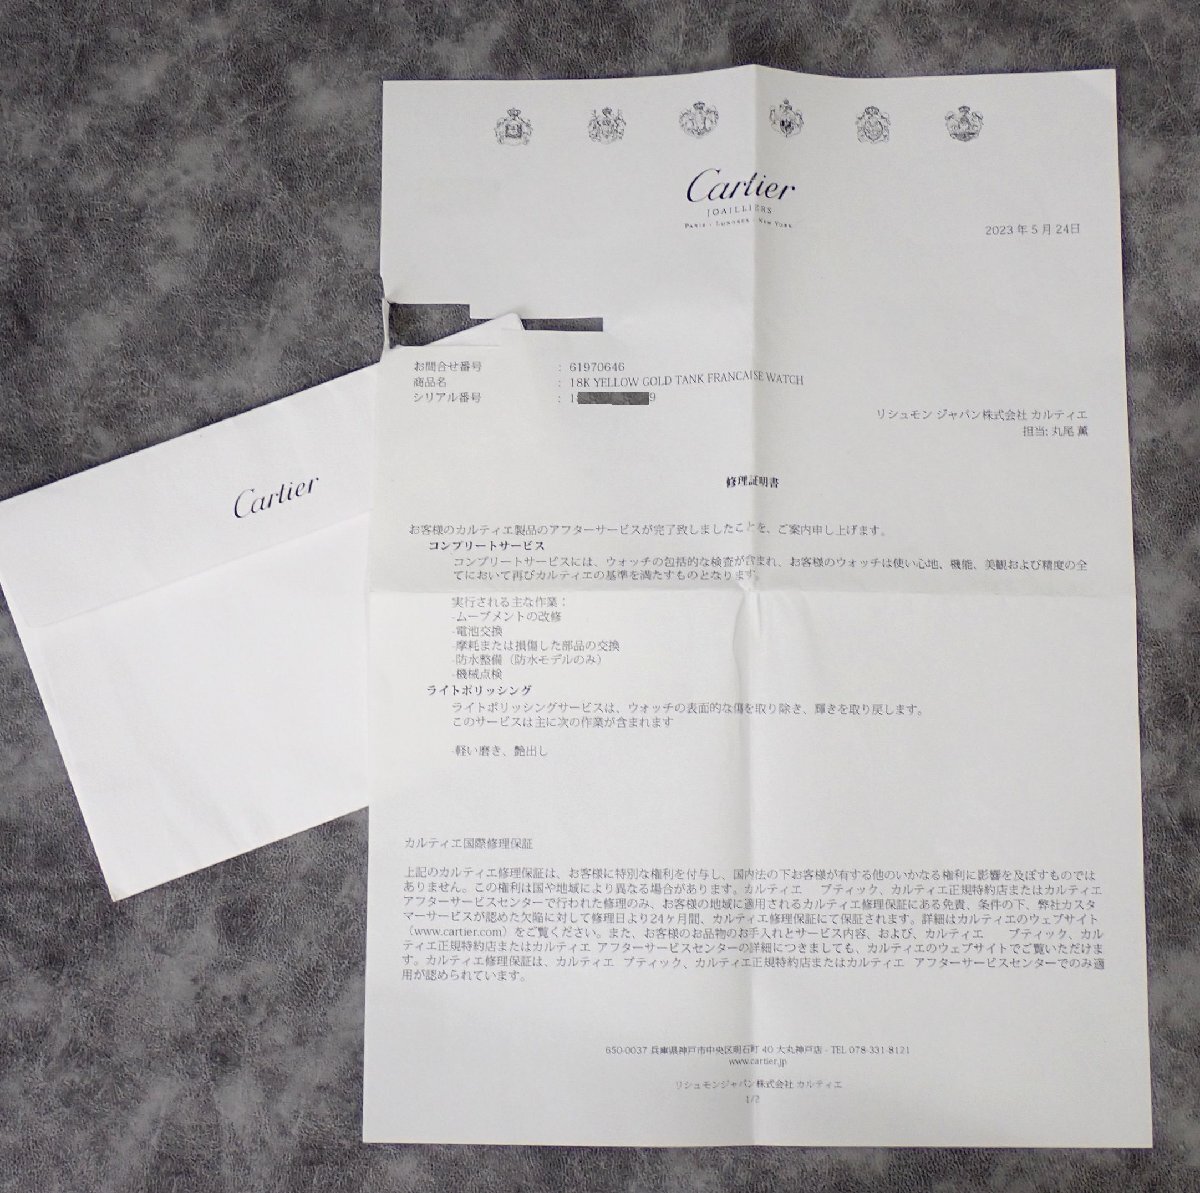 Cartier
JOAILLIERS
PARIS - LONDRES - NEW YORK
2023 年 5 月 24日
お問合せ番号 : 61970646
商品名 : 18K YELLOW GOLD TANK FRANCAISE WATCH
シリアル番号 : 1 9
リシュモン ジャパン株式会社 カルティエ
担当: 丸尾 薫
修理証明書
お客様のカルティエ製品のアフターサービスが完了致しましたことを、ご案内申し上げます。
コンプリートサービス
コンプリートサービスには、ウォッチの包括的な検査が含まれ、お客様のウォッチは使い心地、機能、美観および精度の全
てにおいて再びカルティエの基準を満たすものとなります。
実行される主な作業：
-ムーブメントの改修
-電池交換
-摩耗または損傷した部品の交換
-防水整備（防水モデルのみ）
-機械点検
ライトポリッシング
ライトポリッシングサービスは、ウォッチの表面的な傷を取り除き、輝きを取り戻します。
このサービスは主に次の作業が含まれます
-軽い磨き、艶出し
カルティエ国際修理保証
上記のカルティエ修理保証は、お客様に特別な権利を付与し、国内法の下お客様が有する他のいかなる権利に影響を及ぼすものでは
ありません。この権利は国や地域により異なる場合があります。カルティエ ブティック、カルティエ正規特約店またはカルティエ
アフターサービスセンターで行われた修理のみ、お客様の地域に適用されるカルティエ修理保証にある免責、条件の下、弊社カスタ
マーサービスが認めた欠陥に対して修理日より24ヶ月間、カルティエ修理保証にて保証されます。詳細はカルティエのウェブサイト
（www.cartier.com）をご覧ください。また、お客様のお品物のお手入れとサービス内容、および、カルティエ ブティック、カル
ティエ正規特約店またはカルティエ アフターサービスセンターの詳細につきましても、カルティエのウェブサイトでご覧いただけま
す。カルティエ修理保証は、カルティエ ブティック、カルティエ正規特約店またはカルティエ アフターサービスセンターでのみ適
用が認められています。
650-0037 兵庫県神戸市中央区明石町 40 大丸神戸店 - TEL 078-331-8121
www.cartier.jp
リシュモンジャパン株式会社 カルティエ
1/2
Cartier